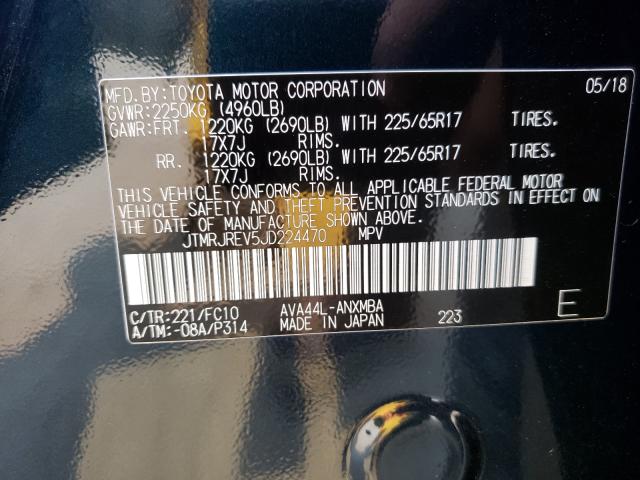 MFD. BY: TOYOTA MOTOR CORPORATION 05/18
GVWR: 2250KG (4960LB)
GAWR: FRT. 1220KG (2690LB) WITH 225/65R17 TIRES.
17X7J RIMS.
RR. 1220KG (2690LB) WITH 225/65R17 TIRES.
17X7J RIMS.
THIS VEHICLE CONFORMS TO ALL APPLICABLE FEDERAL MOTOR
VEHICLE SAFETY AND THEFT PREVENTION STANDARDS IN EFFECT ON
THE DATE OF MANUFACTURE SHOWN ABOVE.
JTMRJREV5JD224470 MPV
C/TR: 221/FC10 AVA44L-ANXMBA
A/TM: -08A/P314 MADE IN JAPAN 223 E